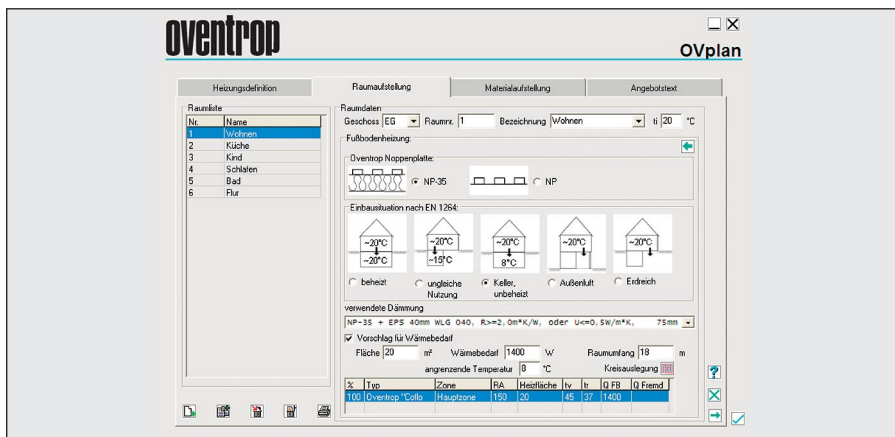 oventrop
OVplan
Heizungsdefinition Raumaufstellung Materialaufstellung Angebotstext
Raumliste
Nr. Name
1 Wohnen
2 Küche
3 Kind
4 Schlafen
5 Bad
6 Flur
Raumdaten
Geschoss EG Raumnr. 1 Bezeichnung Wohnen ti 20 °C
Fußbodenheizung:
Oventrop Noppenplatte:
NP-35 NP
Einbausituation nach EN 1264:
~20°C ~20°C ~20°C ~20°C ~20°C
~20°C ~15°C 8°C
beheizt ungleiche Nutzung Keller, unbeheizt Außenluft Erdreich
verwendete Dämmung
NP-35 + EPS 40mm WLG 040, R>=2,0m*K/W, oder U<=0,5W/m*K, 75mm
Vorschlag für Wärmebedarf
Fläche 20 m² Wärmebedarf 1400 W Raumumfang 18 m
angrenzende Temperatur 8 °C Kreisauslegung
% Typ Zone RA Heizfläche tv tr Q FB Q Fremd
100 Oventrop "Collo Hauptzone 150 20 45 37 1400